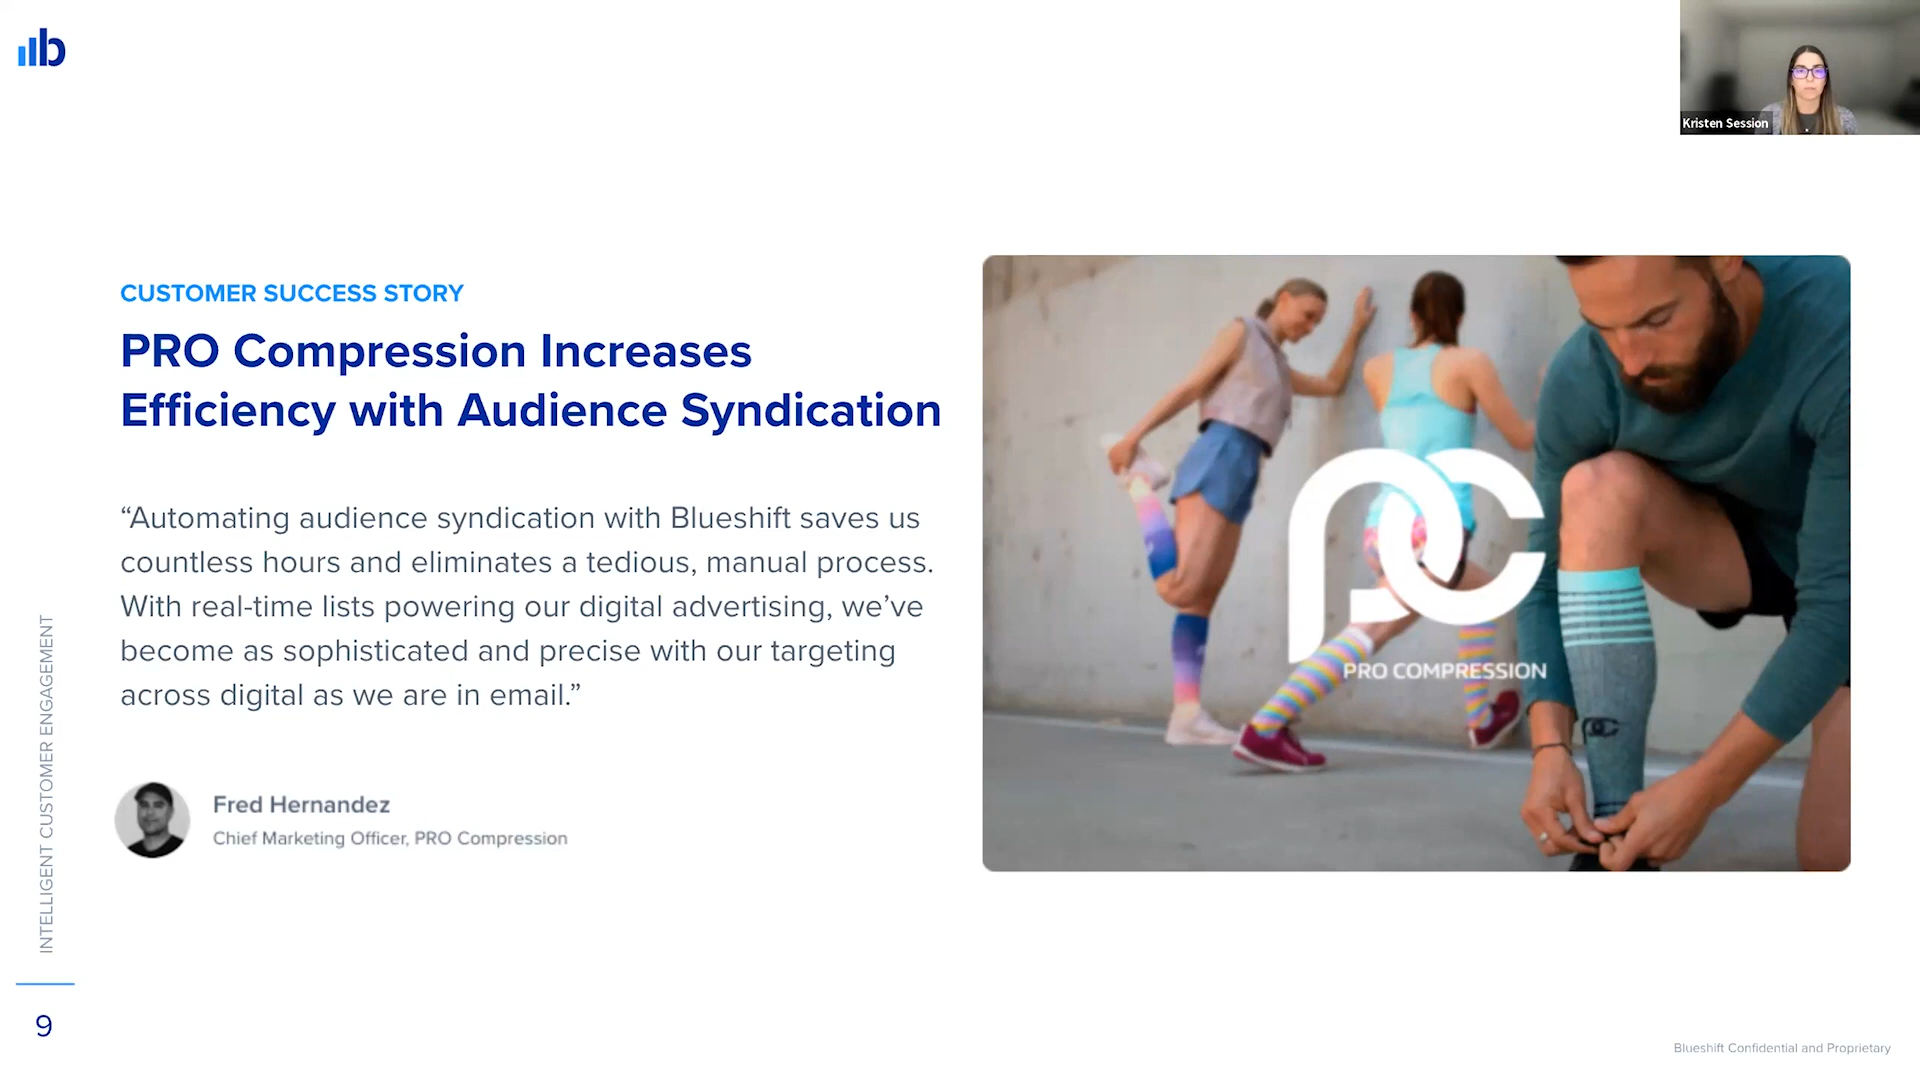 b
Kristen Session
CUSTOMER SUCCESS STORY
PRO Compression Increases
Efficiency with Audience Syndication
“Automating audience syndication with Blueshift saves us
countless hours and eliminates a tedious, manual process.
With real-time lists powering our digital advertising, we’ve
become as sophisticated and precise with our targeting
across digital as we are in email.”
Fred Hernandez
Chief Marketing Officer, PRO Compression
PC
PRO COMPRESSION
PC
INTELLIGENT CUSTOMER ENGAGEMENT
9
Blueshift Confidential and Proprietary